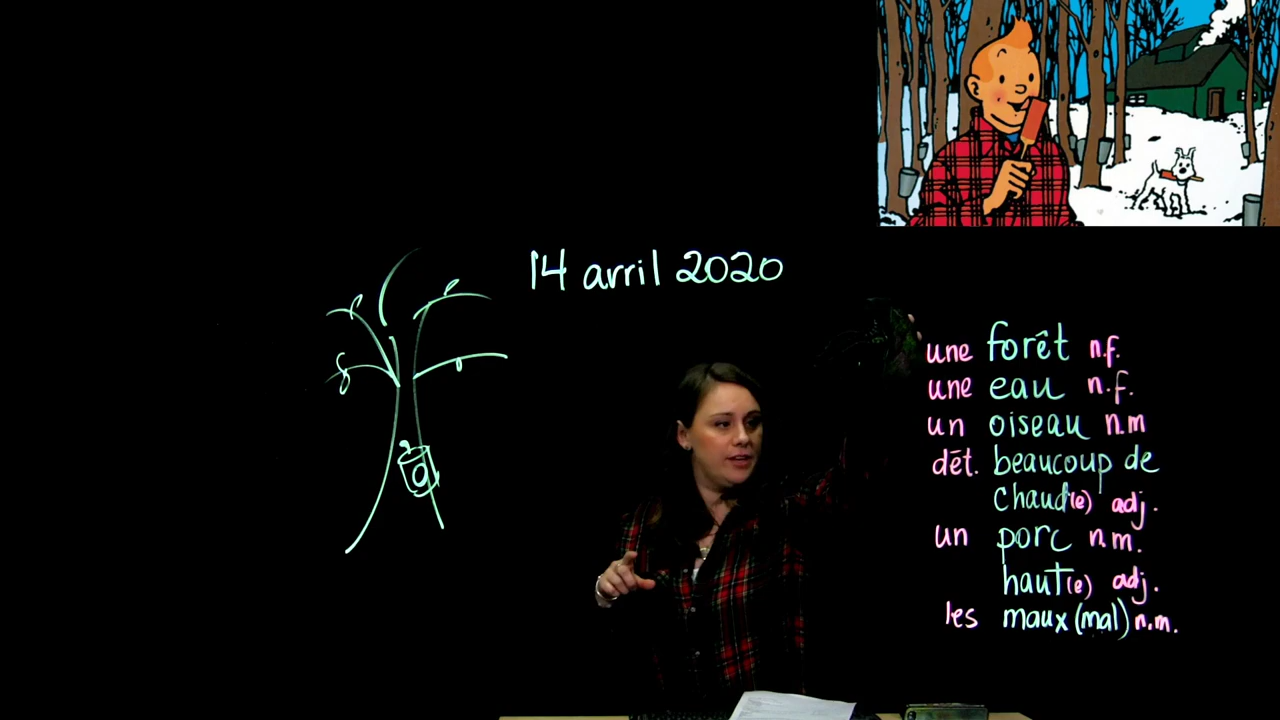 14 avril 2020
une forêt n.f.
une eau n.f.
un oiseau n.m
dét. beaucoup de
chaud(e) adj.
un porc n.m.
haut(e) adj.
les maux (mal) n.m.